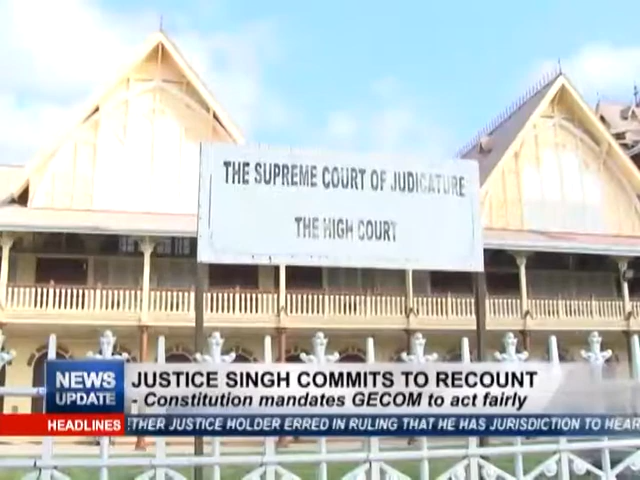 THE SUPREME COURT OF JUDICATURE
THE HIGH COURT
NEWS UPDATE
JUSTICE SINGH COMMITS TO RECOUNT
- Constitution mandates GECOM to act fairly
HEADLINES
THER JUSTICE HOLDER ERRED IN RULING THAT HE HAS JURISDICTION TO HEAR